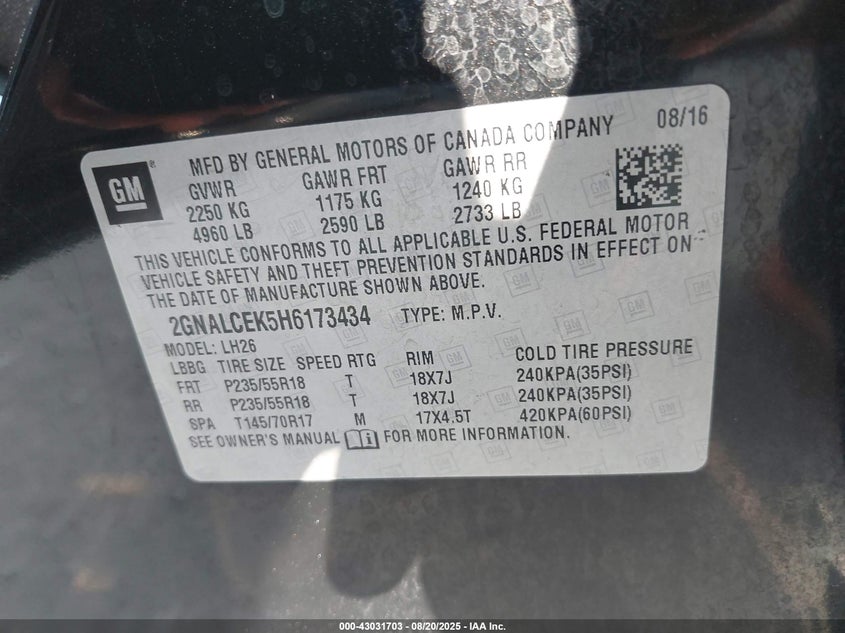 MFD BY GENERAL MOTORS OF CANADA COMPANY 08/16
GM®
GVWR GAWR FRT GAWR RR
2250 KG 1175 KG 1240 KG
4960 LB 2590 LB 2733 LB
THIS VEHICLE CONFORMS TO ALL APPLICABLE U.S. FEDERAL MOTOR
VEHICLE SAFETY AND THEFT PREVENTION STANDARDS IN EFFECT ON
THE DATE OF MANUFACTURE SHOWN ABOVE.
2GNALCEK5H6173434 TYPE: M.P.V.
MODEL: LH26
LBBG TIRE SIZE SPEED RTG RIM COLD TIRE PRESSURE
FRT P235/55R18 T 18X7J 240KPA(35PSI)
RR P235/55R18 T 18X7J 240KPA(35PSI)
SPA T145/70R17 M 17X4.5T 420KPA(60PSI)
SEE OWNER'S MANUAL FOR MORE INFORMATION.
000-43031703 - 08/20/2025 - IAA Inc.